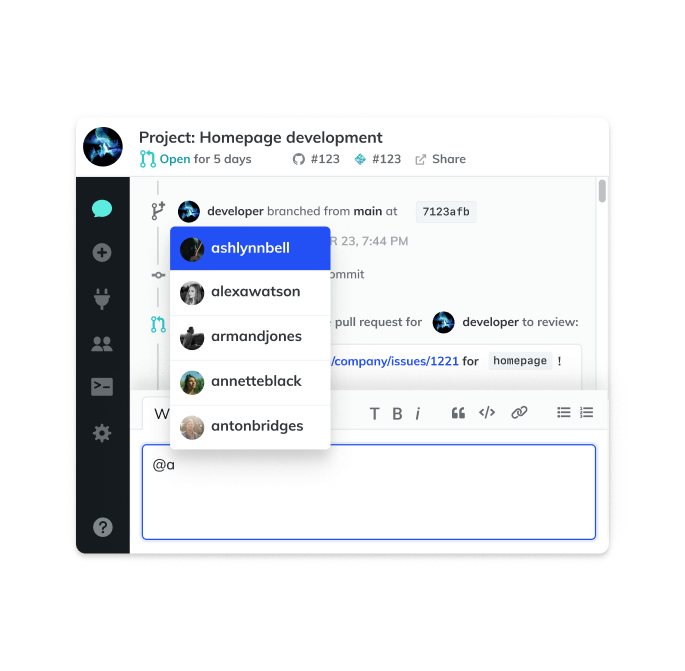 Project: Homepage development
Open for 5 days #123 #123 Share
developer branched from main at 7123afb
R 23, 7:44 PM
ashlynnbell
ommit
alexawatson
pull request for developer to review:
armandjones
/company/issues/1221 for homepage !
annetteblack
antonbridges
W T B i
@a
?